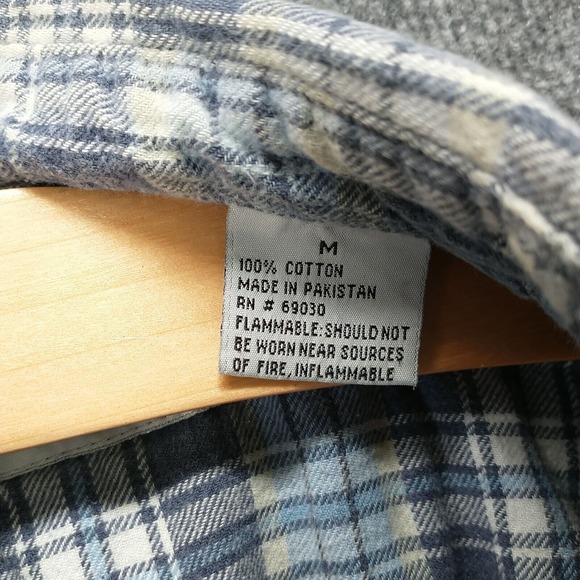 M
100% COTTON
MADE IN PAKISTAN
RN # 69030
FLAMMABLE:SHOULD NOT
BE WORN NEAR SOURCES
OF FIRE, INFLAMMABLE